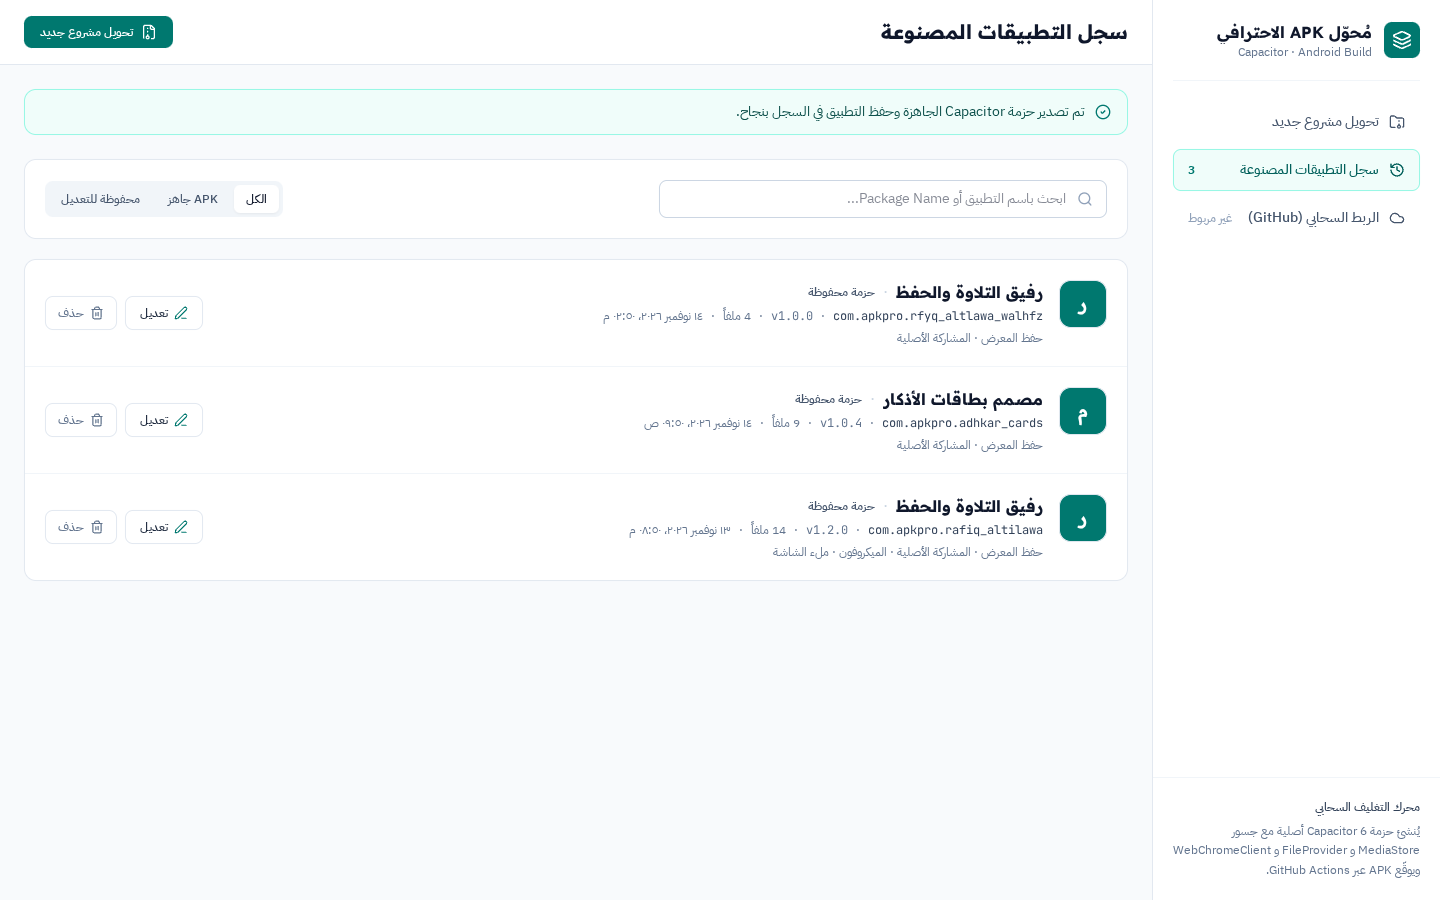 مُحوّل APK الاحترافي
Capacitor · Android Build
تحويل مشروع جديد
سجل التطبيقات المصنوعة 3
الربط السحابي (GitHub) غير مربوط
محرك التغليف السحابي
يُنشئ حزمة Capacitor 6 أصلية مع جسور
MediaStore و FileProvider و WebChromeClient
ويوقّع APK عبر GitHub Actions.
سجل التطبيقات المصنوعة
تحويل مشروع جديد
تم تصدير حزمة Capacitor الجاهزة وحفظ التطبيق في السجل بنجاح.
ابحث باسم التطبيق أو Package Name...
الكل APK جاهز محفوظة للتعديل
رفيق التلاوة والحفظ · حزمة محفوظة
ر
com.apkpro.rfyq_altlawa_walhfz · v1.0.0 · 4 ملفاً · ١٤ نوفمبر ٢٠٢٦، ٠٢:٥٠ م
حفظ المعرض · المشاركة الأصلية
تعديل حذف
مصمم بطاقات الأذكار · حزمة محفوظة
م
com.apkpro.adhkar_cards · v1.0.4 · 9 ملفاً · ١٤ نوفمبر ٢٠٢٦، ٠٩:٥٠ ص
حفظ المعرض · المشاركة الأصلية
تعديل حذف
رفيق التلاوة والحفظ · حزمة محفوظة
ر
com.apkpro.rafiq_altilawa · v1.2.0 · 14 ملفاً · ١٣ نوفمبر ٢٠٢٦، ٠٨:٥٠ م
حفظ المعرض · المشاركة الأصلية · الميكروفون · ملء الشاشة
تعديل حذف